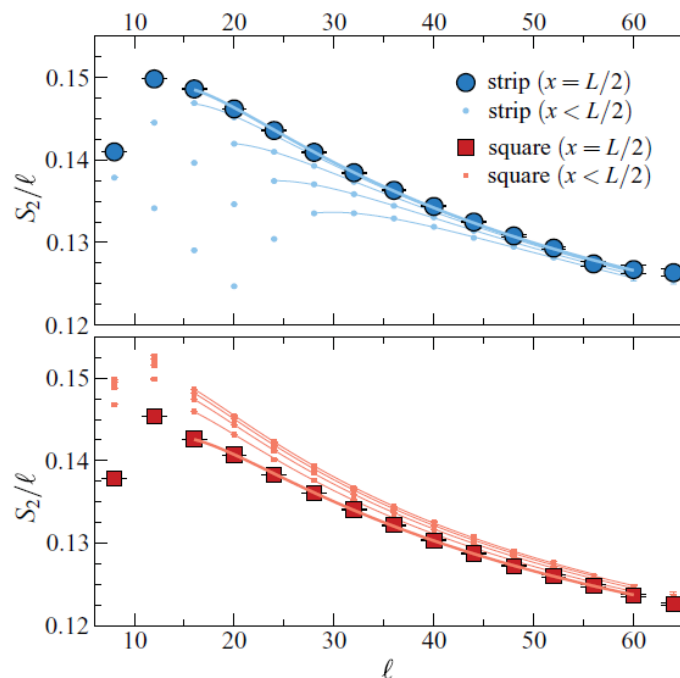 10 20 30 40 50 60
0.15
0.14
0.13
0.12
S₂/ℓ
strip (x = L/2)
strip (x < L/2)
square (x = L/2)
square (x < L/2)
0.15
0.14
0.13
0.12
S₂/ℓ
10 20 30 40 50 60
ℓ